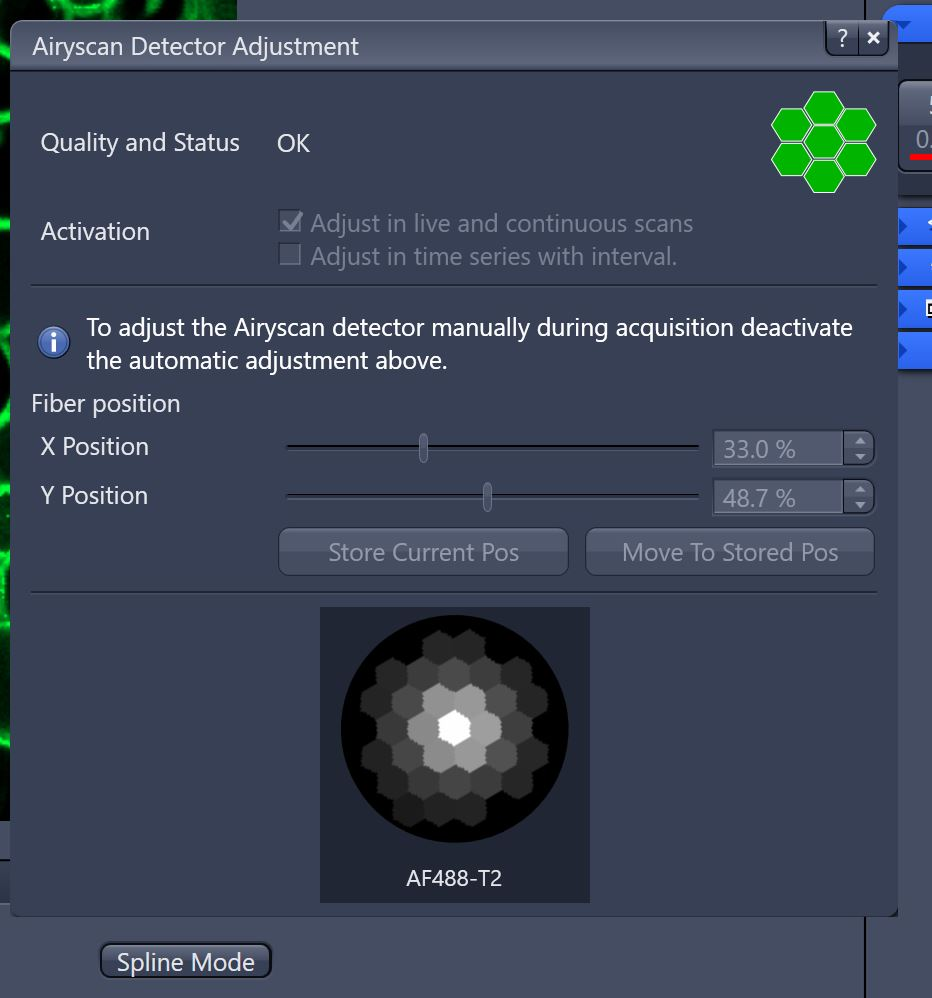 Airyscan Detector Adjustment
?
Quality and Status OK
0.
Activation
Adjust in live and continuous scans
Adjust in time series with interval.
To adjust the Airyscan detector manually during acquisition deactivate
the automatic adjustment above.
Fiber position
X Position 33.0 %
Y Position 48.7 %
Store Current Pos Move To Stored Pos
AF488-T2
Spline Mode